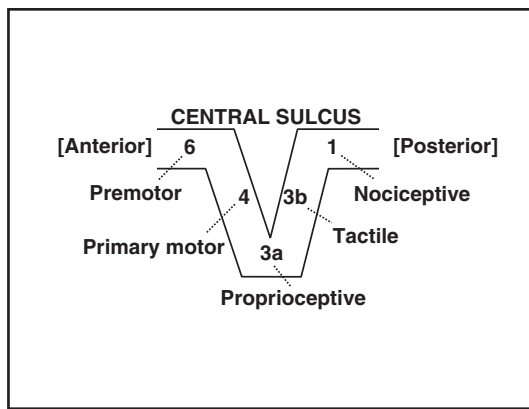 CENTRAL SULCUS
[Anterior] 6 1 [Posterior]
Premotor 4 3b Nociceptive
Primary motor 3a Tactile
Proprioceptive